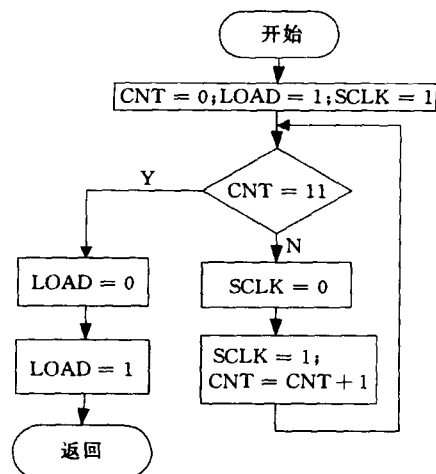 开始
CNT = 0;LOAD = 1;SCLK = 1
CNT = 11
Y
N
LOAD = 0
SCLK = 0
LOAD = 1
SCLK = 1;
CNT = CNT + 1
返回